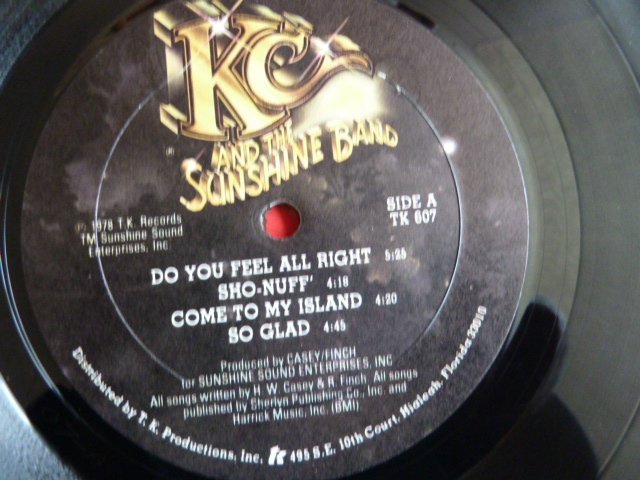 KC
AND THE
SUNSHINE BAND
®
℗ 1978 T.K. Records
TM Sunshine Sound
Enterprises, Inc.
SIDE A
TK 607
DO YOU FEEL ALL RIGHT 5:25
SHO-NUFF' 4:18
COME TO MY ISLAND 4:20
SO GLAD 4:45
Produced by CASEY/FINCH
for SUNSHINE SOUND ENTERPRISES, INC
All songs written by H. W. Casey & R. Finch. All songs
published by Sherlyn Publishing Co., Inc. and
Harrick Music, Inc. (BMI)
Distributed by T. K. Productions, Inc. tk 495 S.E. 10th Court, Hialeah, Florida 33010